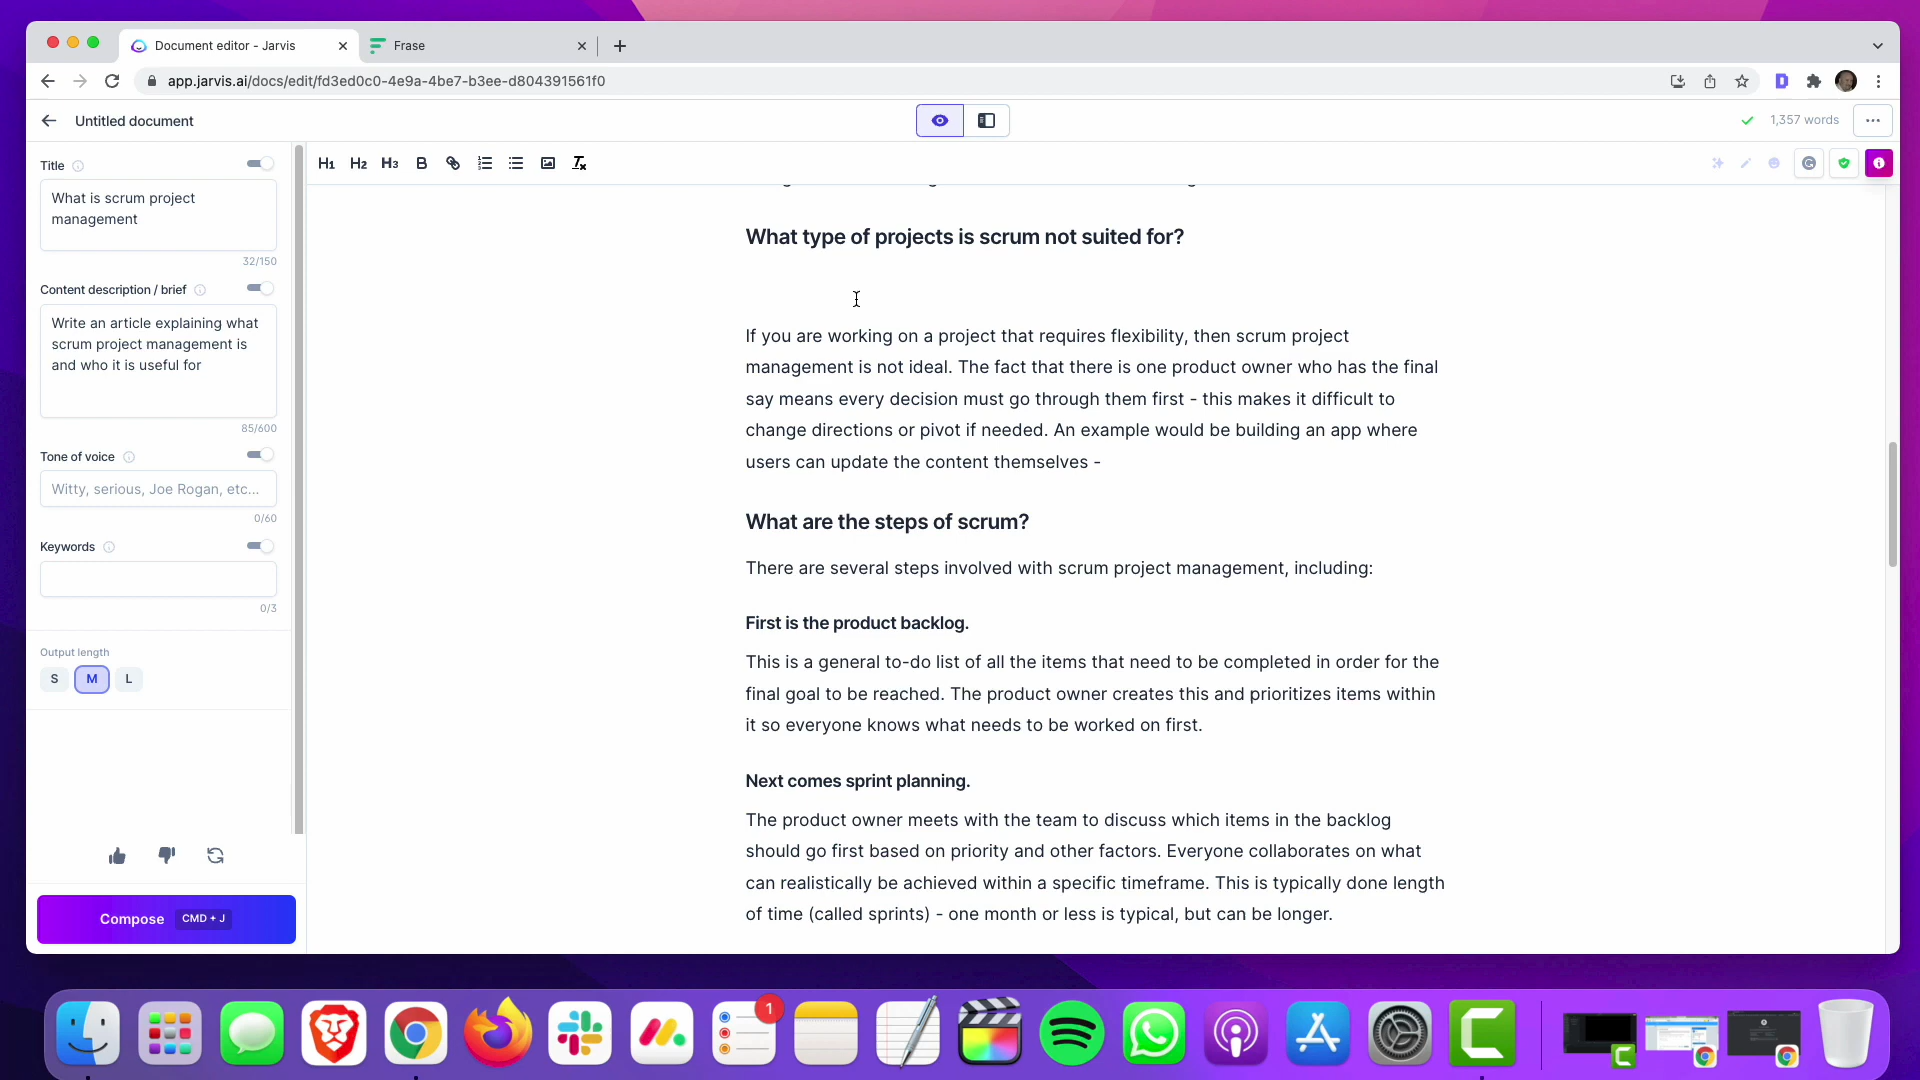 Document editor - Jarvis
Frase
app.jarvis.ai/docs/edit/fd3ed0c0-4e9a-4be7-b3ee-d804391561f0
Untitled document
1,357 words
Title
What is scrum project
management
32/150
Content description / brief
Write an article explaining what
scrum project management is
and who it is useful for
85/600
Tone of voice
Witty, serious, Joe Rogan, etc...
0/60
Keywords
0/3
Output length
S M L
Compose CMD + J
H1 H2 H3 B
What type of projects is scrum not suited for?
If you are working on a project that requires flexibility, then scrum project
management is not ideal. The fact that there is one product owner who has the final
say means every decision must go through them first - this makes it difficult to
change directions or pivot if needed. An example would be building an app where
users can update the content themselves -
What are the steps of scrum?
There are several steps involved with scrum project management, including:
First is the product backlog.
This is a general to-do list of all the items that need to be completed in order for the
final goal to be reached. The product owner creates this and prioritizes items within
it so everyone knows what needs to be worked on first.
Next comes sprint planning.
The product owner meets with the team to discuss which items in the backlog
should go first based on priority and other factors. Everyone collaborates on what
can realistically be achieved within a specific timeframe. This is typically done length
of time (called sprints) - one month or less is typical, but can be longer.
1